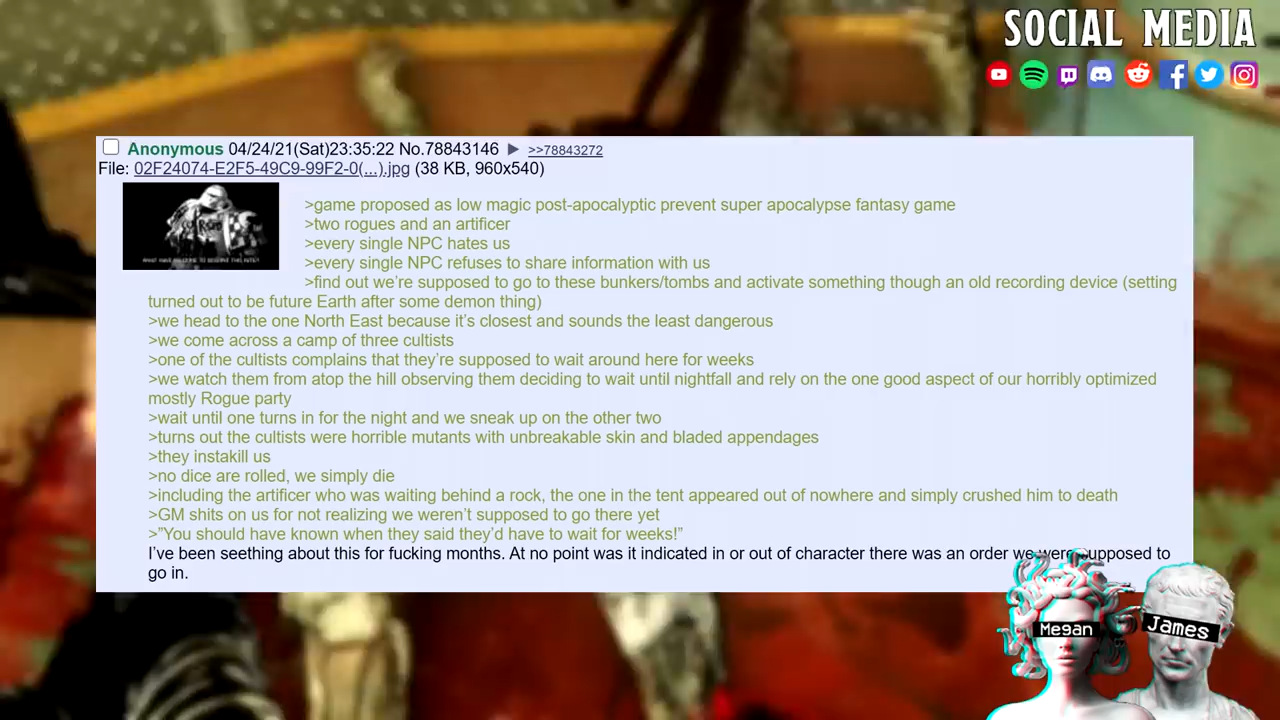 SOCIAL MEDIA
Anonymous 04/24/21(Sat)23:35:22 No.78843146 ▶ >>78843272
File: 02F24074-E2F5-49C9-99F2-0(...).jpg (38 KB, 960x540)
>game proposed as low magic post-apocalyptic prevent super apocalypse fantasy game
>two rogues and an artificer
>every single NPC hates us
>every single NPC refuses to share information with us
>find out we're supposed to go to these bunkers/tombs and activate something though an old recording device (setting
turned out to be future Earth after some demon thing)
>we head to the one North East because it's closest and sounds the least dangerous
>we come across a camp of three cultists
>one of the cultists complains that they're supposed to wait around here for weeks
>we watch them from atop the hill observing them deciding to wait until nightfall and rely on the one good aspect of our horribly optimized
mostly Rogue party
>wait until one turns in for the night and we sneak up on the other two
>turns out the cultists were horrible mutants with unbreakable skin and bladed appendages
>they instakill us
>no dice are rolled, we simply die
>including the artificer who was waiting behind a rock, the one in the tent appeared out of nowhere and simply crushed him to death
>GM shits on us for not realizing we weren't supposed to go there yet
>"You should have known when they said they'd have to wait for weeks!"
I've been seething about this for fucking months. At no point was it indicated in or out of character there was an order we were supposed to
go in.
Megan
James